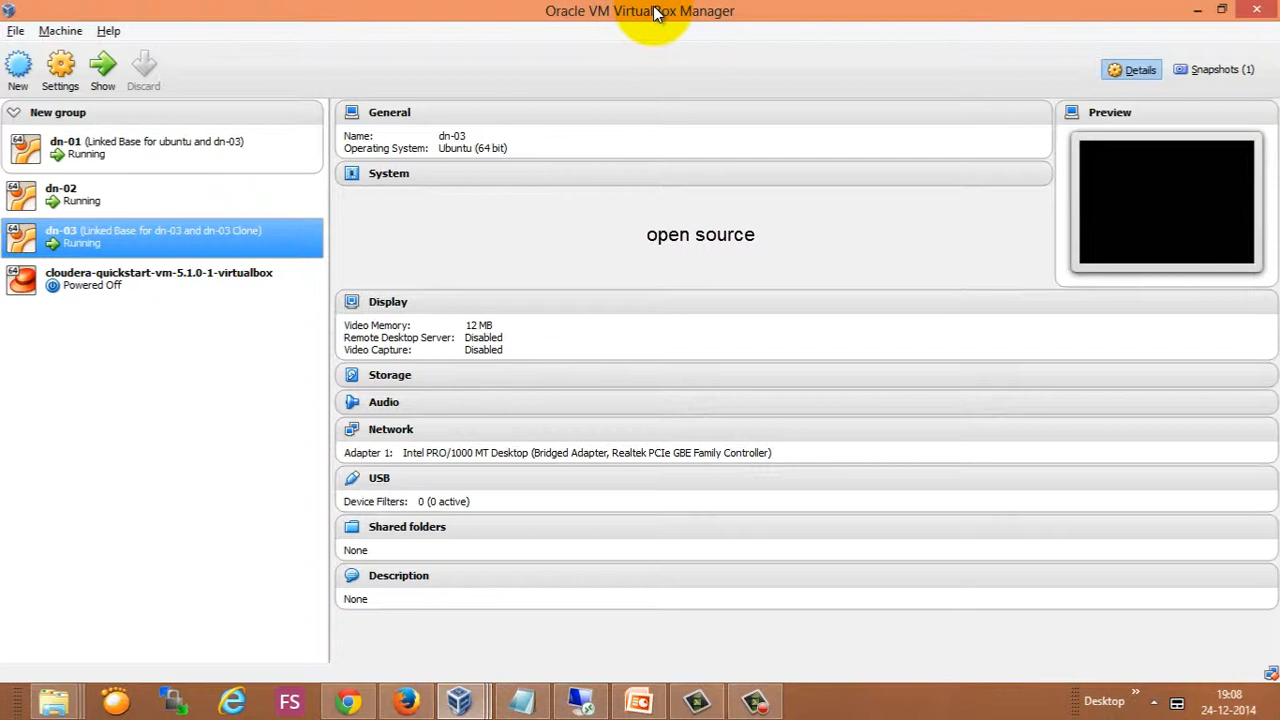 Oracle VM VirtualBox Manager
File Machine Help
New Settings Show Discard
Details Snapshots (1)
New group
dn-01 (Linked Base for ubuntu and dn-03)
Running
dn-02
Running
dn-03 (Linked Base for dn-03 and dn-03 Clone)
Running
cloudera-quickstart-vm-5.1.0-1-virtualbox
Powered Off
64
64
64
64
General
Name: dn-03
Operating System: Ubuntu (64 bit)
System
open source
Preview
Display
Video Memory: 12 MB
Remote Desktop Server: Disabled
Video Capture: Disabled
Storage
Audio
Network
Adapter 1: Intel PRO/1000 MT Desktop (Bridged Adapter, Realtek PCIe GBE Family Controller)
USB
Device Filters: 0 (0 active)
Shared folders
None
Description
None
FS
Desktop
19:08
24-12-2014